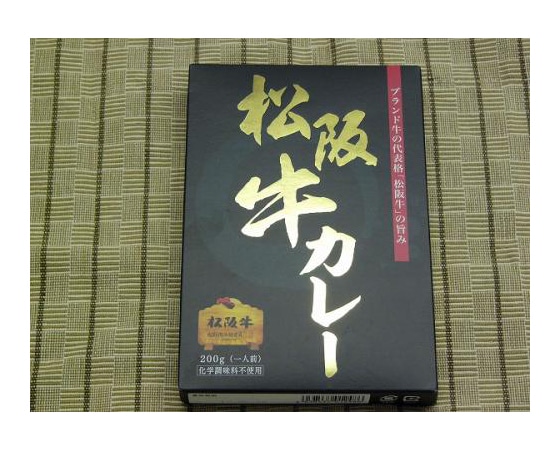 ブランド牛の代表格「松阪牛」の旨み
松阪
牛カレー
松阪牛
200g（一人前）
化学調味料不使用